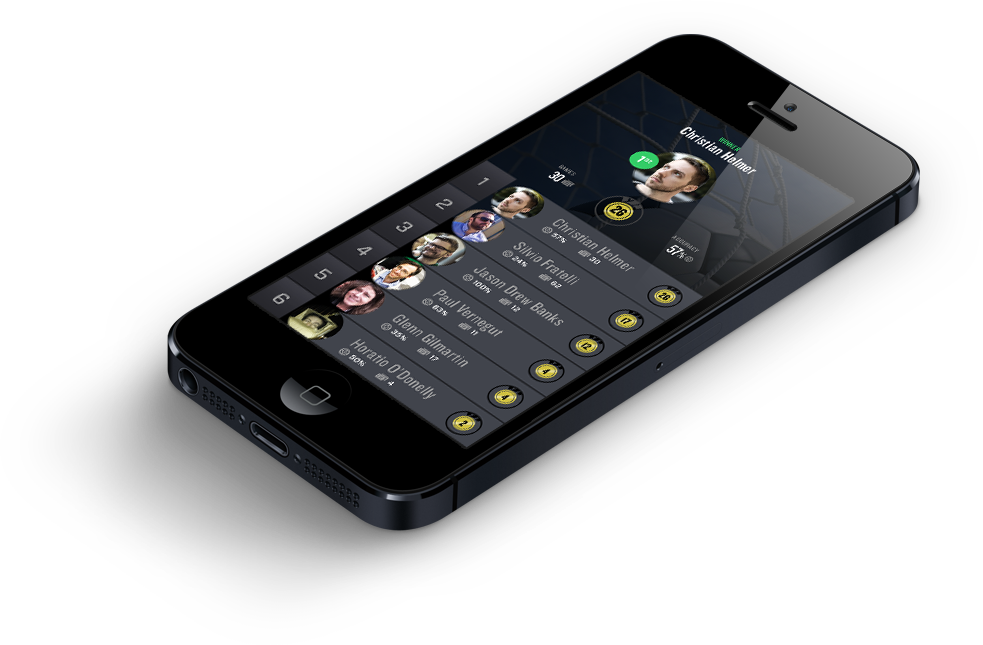 WINNER
Christian Helmer
1ST
GAMES
30
26
ACCURACY
57%
1
Christian Helmer
57% 30
20
2
Silvio Fratelli
24% 62
17
3
Jason Drew Banks
100% 12
12
4
Paul Vernegut
63% 11
4
5
Glenn Gilmartin
35% 17
4
6
Horatio O'Donelly
50% 4
2